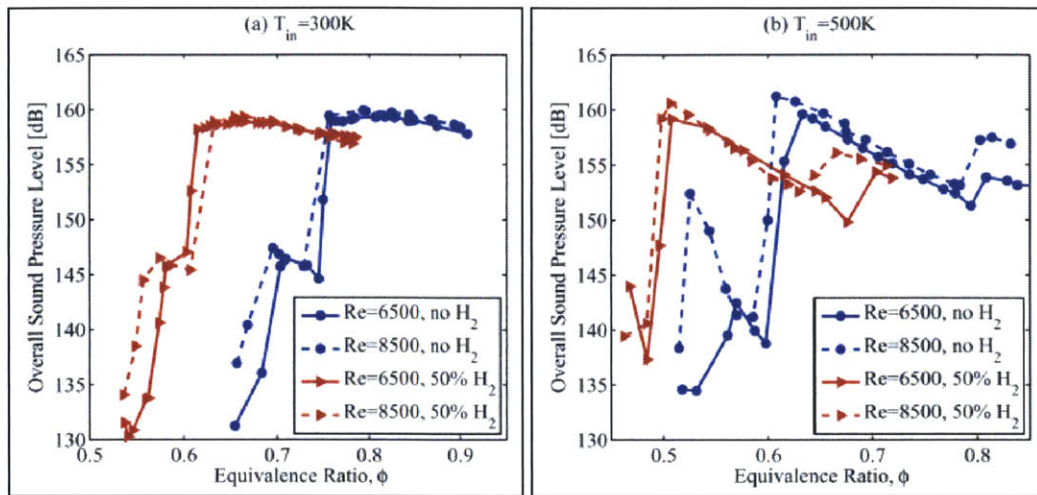 (a) T_in=300K
Overall Sound Pressure Level [dB]
165
160
155
150
145
140
135
130
0.5 0.6 0.7 0.8 0.9
Equivalence Ratio, ϕ
Re=6500, no H₂
Re=8500, no H₂
Re=6500, 50% H₂
Re=8500, 50% H₂
(b) T_in=500K
Overall Sound Pressure Level [dB]
165
160
155
150
145
140
135
130
0.5 0.6 0.7 0.8
Equivalence Ratio, ϕ
Re=6500, no H₂
Re=8500, no H₂
Re=6500, 50% H₂
Re=8500, 50% H₂